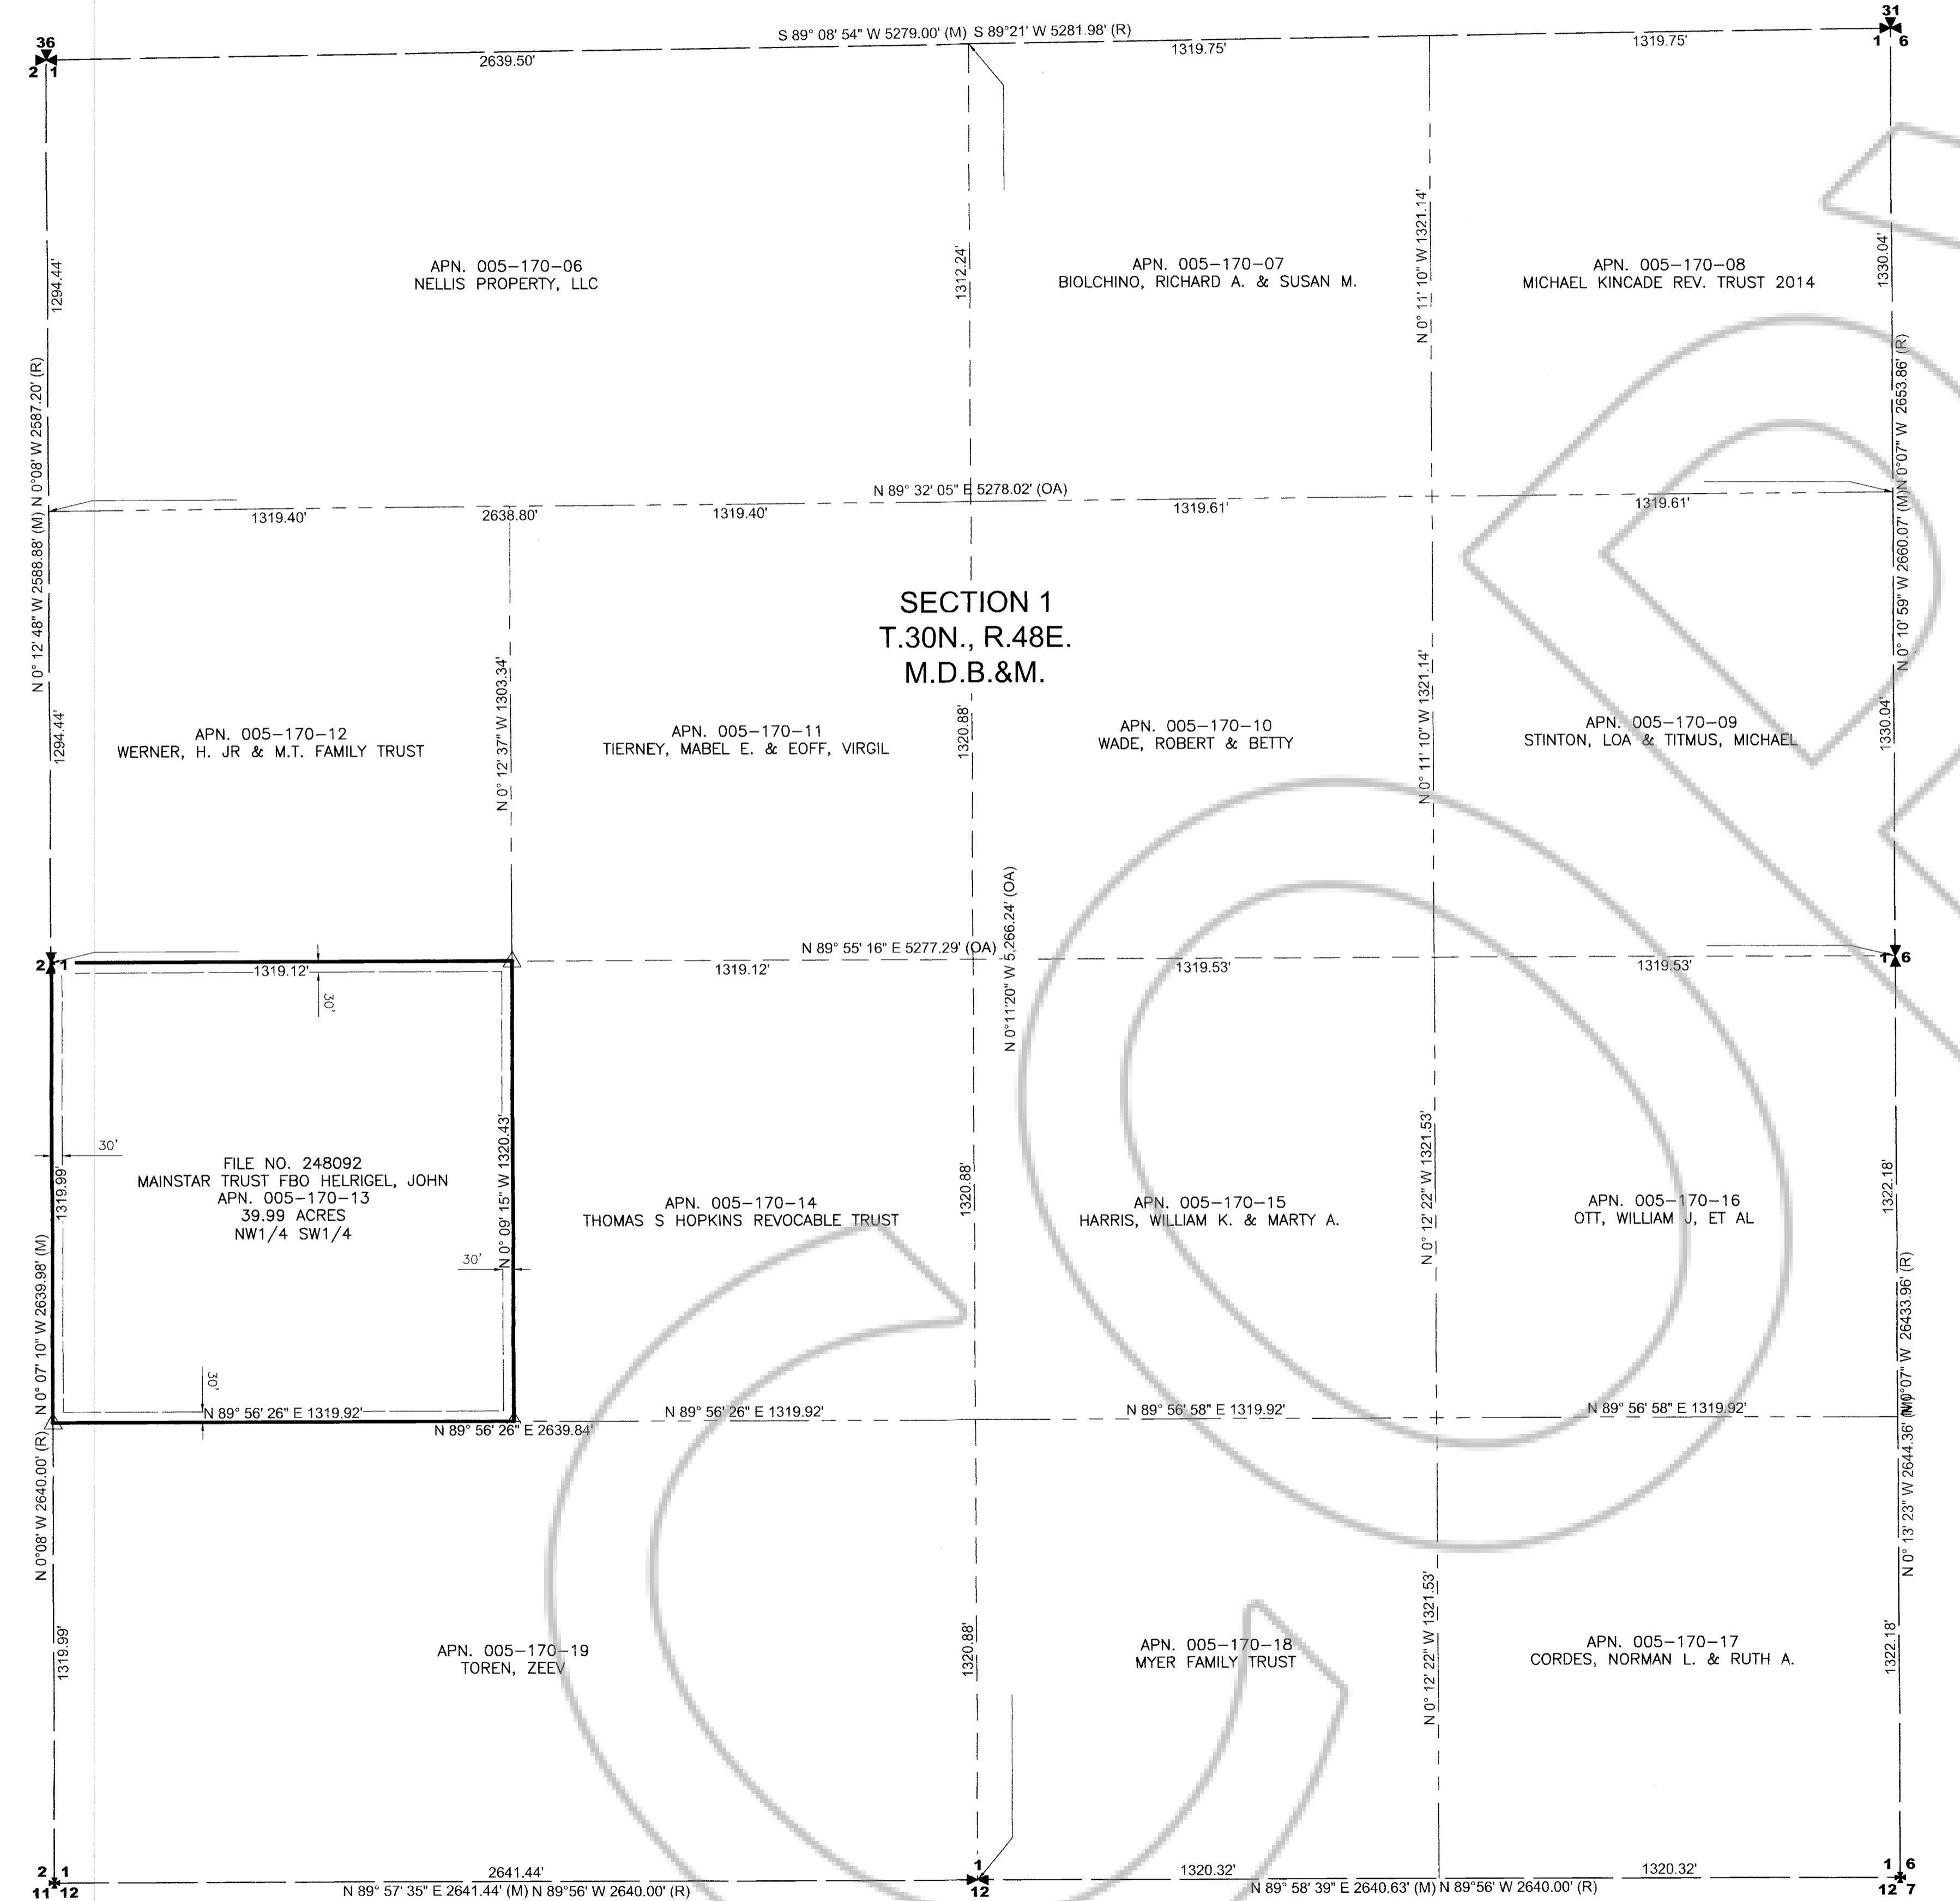 S 89° 08' 54" W 5279.00' (M) S 89°21' W 5281.98' (R)
36
2 1
31
1 6
2639.50'
1319.75'
1319.75'
APN. 005-170-06
NELLIS PROPERTY, LLC
APN. 005-170-07
BIOLCHINO, RICHARD A. & SUSAN M.
APN. 005-170-08
MICHAEL KINCADE REV. TRUST 2014
1294.44'
1312.24'
N 0° 11' 10" W 1321.14'
1330.04'
N 0° 12' 48" W 2588.88' (M) N 0°08' W 2587.20' (R)
N 0° 10' 59" W 2660.07' (M) N 0°07" W 2653.86' (R)
N 89° 32' 05" E 5278.02' (OA)
1319.40'
2638.80'
1319.40'
1319.61'
1319.61'
SECTION 1
T.30N., R.48E.
M.D.B.&M.
APN. 005-170-12
WERNER, H. JR & M.T. FAMILY TRUST
APN. 005-170-11
TIERNEY, MABEL E. & EOFF, VIRGIL
APN. 005-170-10
WADE, ROBERT & BETTY
APN. 005-170-09
STINTON, LOA & TITMUS, MICHAEL
1294.44'
N 0° 12' 37" W 1303.34'
1320.88'
N 0° 11' 10" W 1321.14'
1330.04'
N 0°11'20" W 5,266.24' (OA)
N 89° 55' 16" E 5277.29' (OA)
2 1
1 6
1319.12'
1319.12'
1319.53'
1319.53'
30'
30'
FILE NO. 248092
MAINSTAR TRUST FBO HELRIGEL, JOHN
APN. 005-170-13
39.99 ACRES
NW1/4 SW1/4
30'
30'
1319.99'
N 0° 09' 15" W 1320.43'
APN. 005-170-14
THOMAS S HOPKINS REVOCABLE TRUST
APN. 005-170-15
HARRIS, WILLIAM K. & MARTY A.
APN. 005-170-16
OTT, WILLIAM J, ET AL
1320.88'
N 0° 12' 22" W 1321.53'
1322.18'
N 0°08' W 2640.00' (R) N 0° 07' 10" W 2639.98' (M)
N 0° 13' 23" W 2644.36' (M) N0°07" W 26433.96' (R)
N 89° 56' 26" E 1319.92'
N 89° 56' 26" E 2639.84'
N 89° 56' 26" E 1319.92'
N 89° 56' 58" E 1319.92'
N 89° 56' 58" E 1319.92'
APN. 005-170-19
TOREN, ZEEV
APN. 005-170-18
MYER FAMILY TRUST
APN. 005-170-17
CORDES, NORMAN L. & RUTH A.
1319.99'
1320.88'
N 0° 12' 22" W 1321.53'
1322.18'
2 1
11 12
1
12
1 6
12 7
2641.44'
1320.32'
1320.32'
N 89° 57' 35" E 2641.44' (M) N 89°56' W 2640.00' (R)
N 89° 58' 39" E 2640.63' (M) N 89°56' W 2640.00' (R)